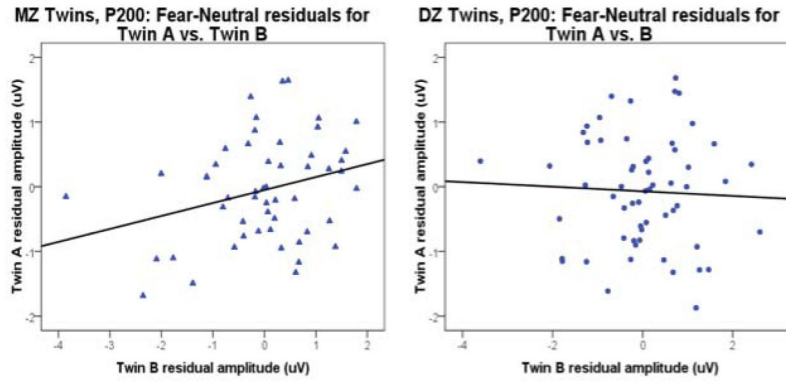 MZ Twins, P200: Fear-Neutral residuals for
Twin A vs. Twin B
Twin A residual amplitude (uV)
2
1
0
-1
-2
-4
-3
-2
-1
0
1
2
Twin B residual amplitude (uV)
DZ Twins, P200: Fear-Neutral residuals for
Twin A vs. B
Twin A residual amplitude (uV)
2
1
0
-1
-2
-4
-2
0
2
Twin B residual amplitude (uV)